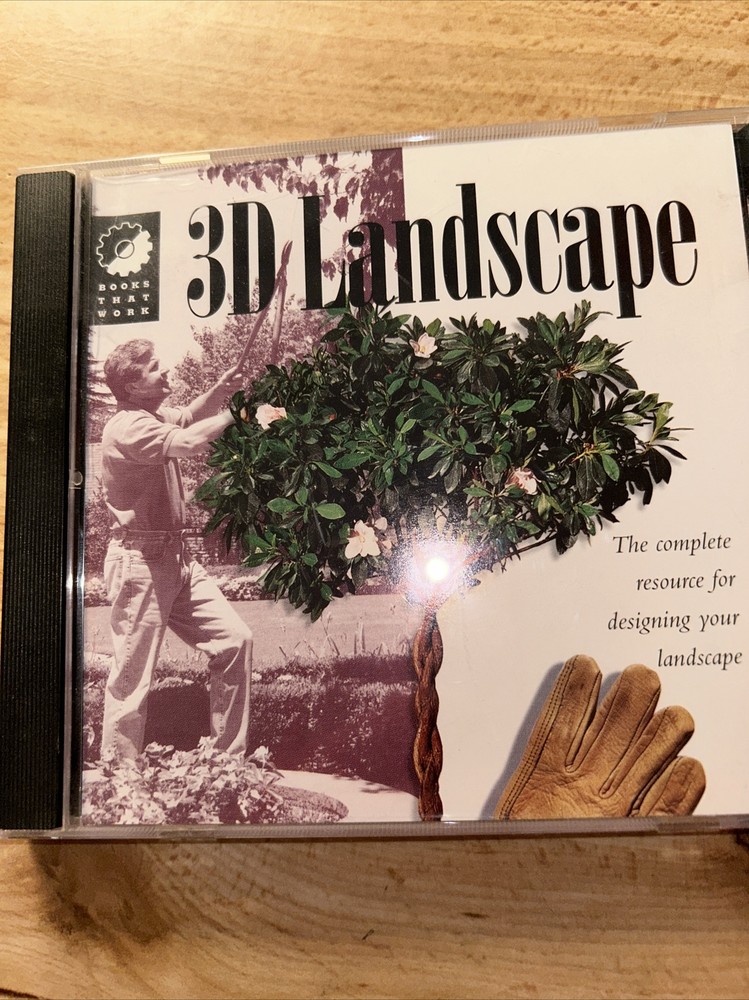 3D Landscape
BOOKS
THAT
WORK
The complete
resource for
designing your
landscape